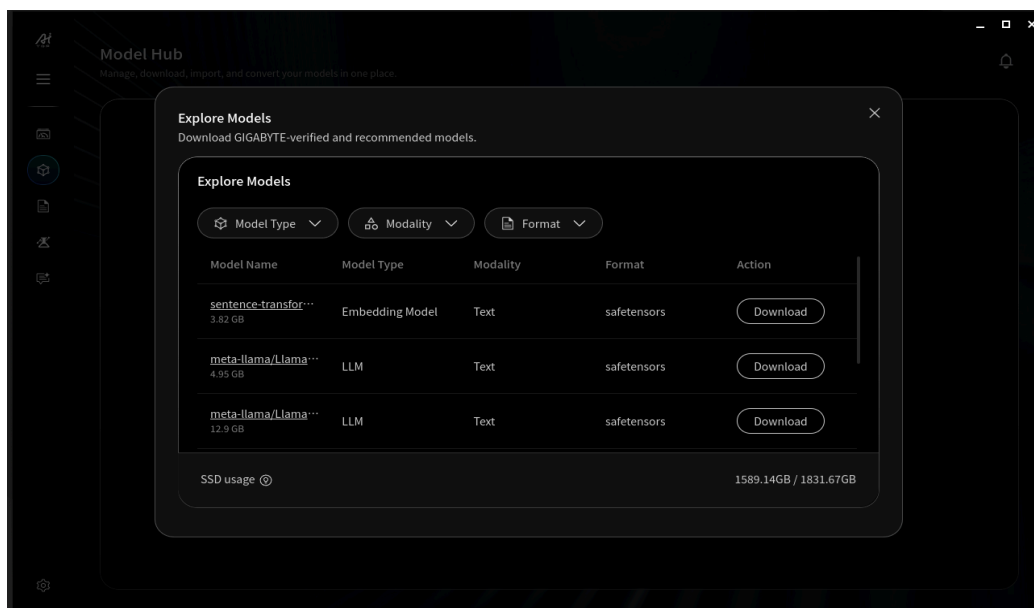 Model Hub
Manage, download, import, and convert your models in one place.
Explore Models
Download GIGABYTE-verified and recommended models.
Explore Models
Model Type
Modality
Format
Model Name Model Type Modality Format Action
sentence-transfor···
3.82 GB
Embedding Model Text safetensors Download
meta-llama/Llama···
4.95 GB
LLM Text safetensors Download
meta-llama/Llama···
12.9 GB
LLM Text safetensors Download
SSD usage 1589.14GB / 1831.67GB